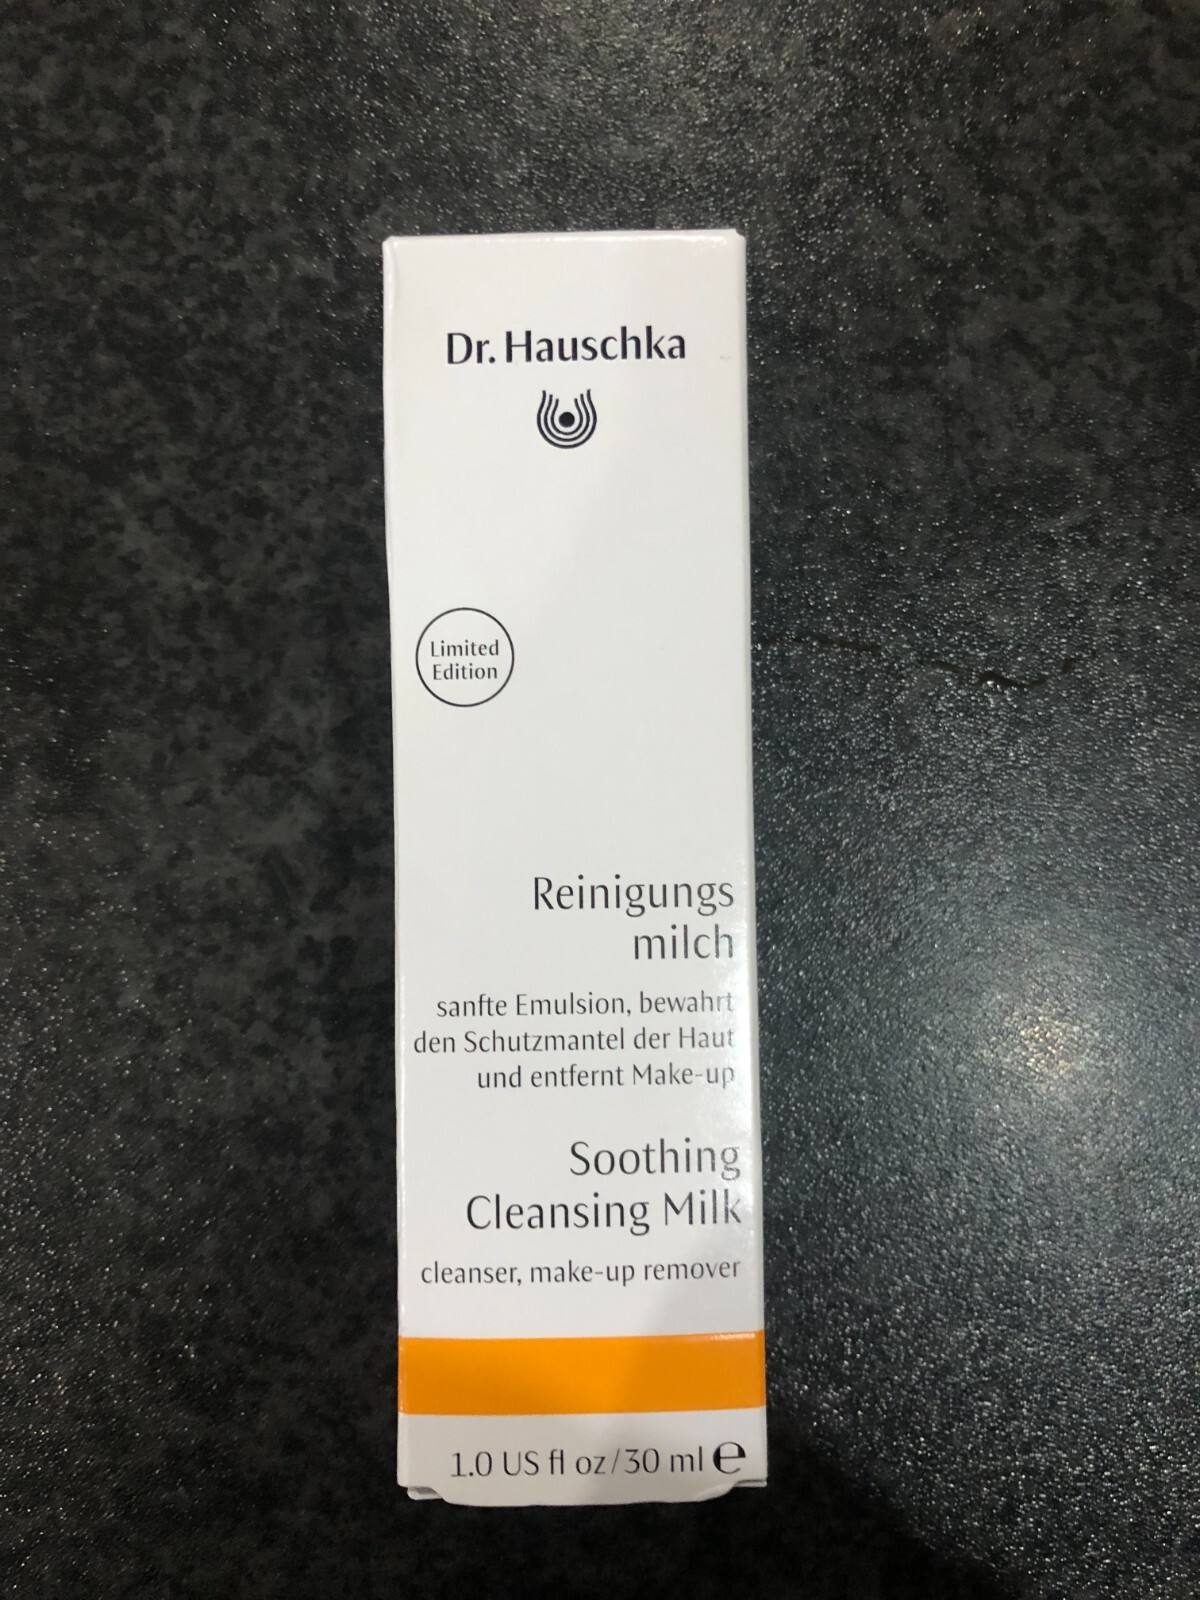 Dr. Hauschka
Limited
Edition
Reinigungs
milch
sanfte Emulsion, bewahrt
den Schutzmantel der Haut
und entfernt Make-up
Soothing
Cleansing Milk
cleanser, make-up remover
1.0 US fl oz/30 ml ℮